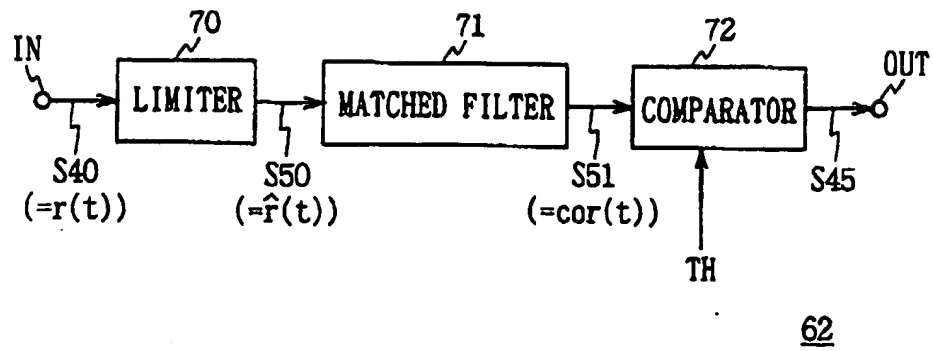 70
71
72
IN
OUT
LIMITER
MATCHED FILTER
COMPARATOR
S40
(=r(t))
S50
(=r̂(t))
S51
(=cor(t))
S45
TH
62